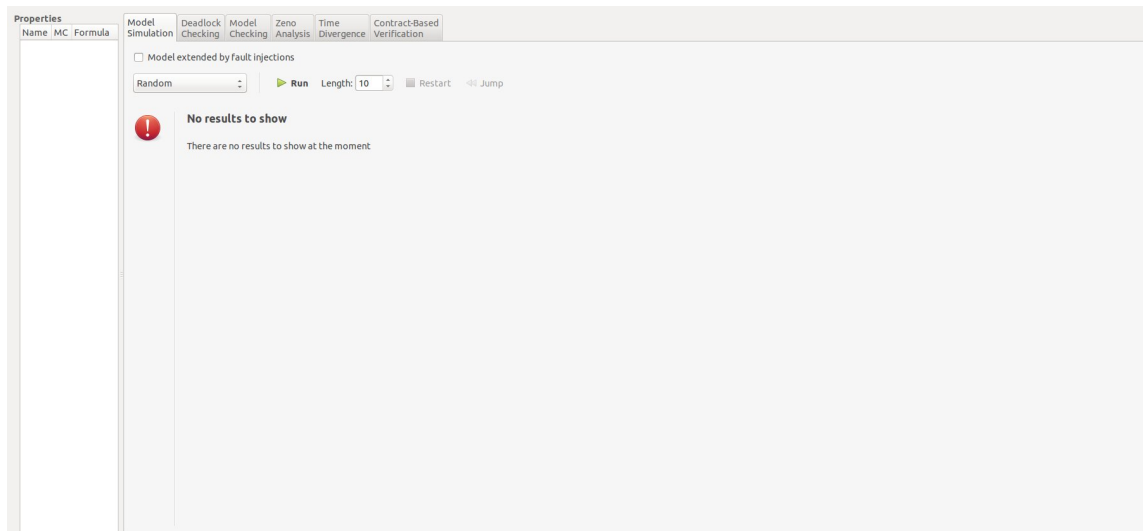 Properties
Name MC Formula
Model Simulation
Deadlock Checking
Model Checking
Zeno Analysis
Time Divergence
Contract-Based Verification
Model extended by fault injections
Random
Run Length: 10 Restart Jump
No results to show
There are no results to show at the moment